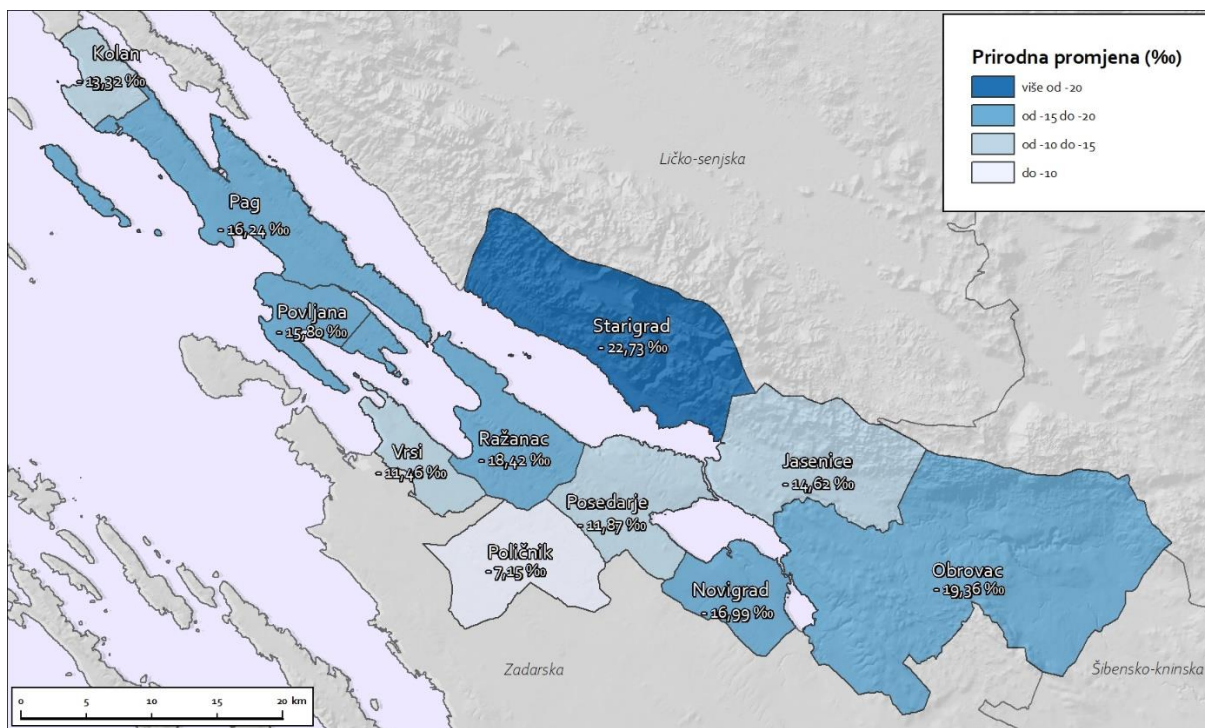 Kolan
- 13,32 ‰
Pag
- 16,24 ‰
Povljana
- 15,80 ‰
Vrsi
- 11,46 ‰
Ražanac
- 18,42 ‰
Starigrad
- 22,73 ‰
Posedarje
- 11,87 ‰
Poličnik
- 7,15 ‰
Novigrad
- 16,99 ‰
Jasenice
- 14,62 ‰
Obrovac
- 19,36 ‰
Ličko-senjska
Zadarska
Šibensko-kninska
Prirodna promjena (‰)
više od -20
od -15 do -20
od -10 do -15
do -10
0 5 10 15 20 km